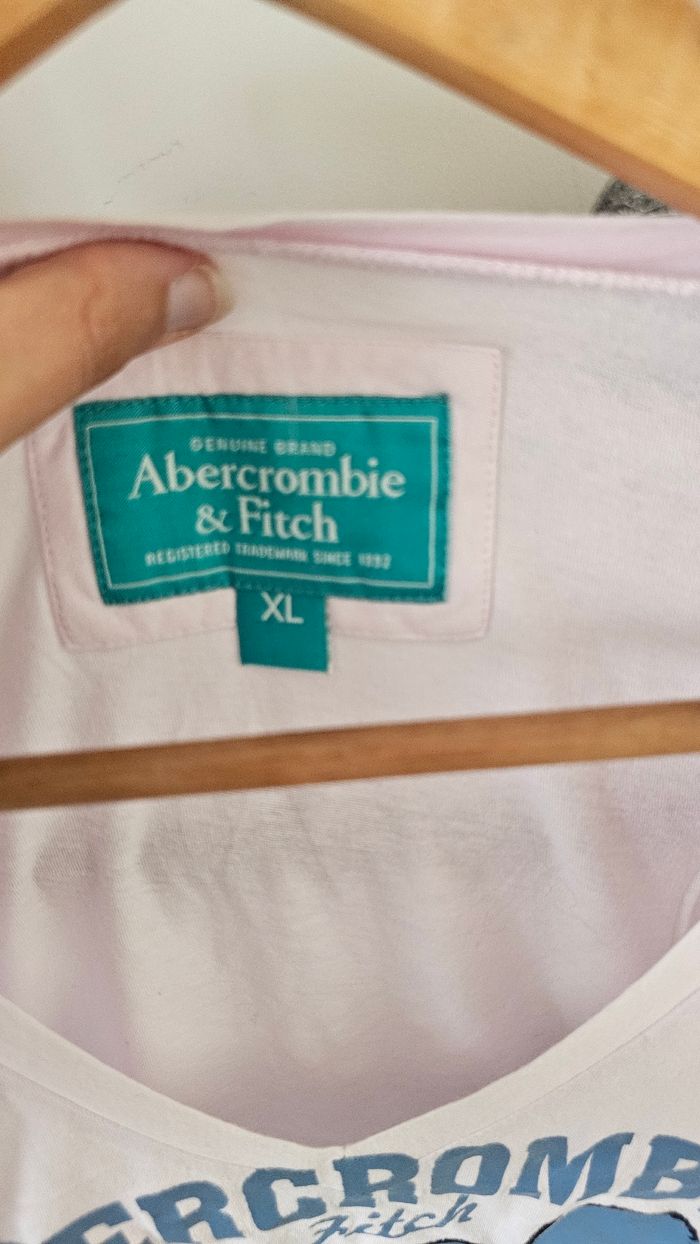 GENUINE BRAND
Abercrombie
& Fitch
REGISTERED TRADEMARK SINCE 1892
XL
ERCROMB
Fitch